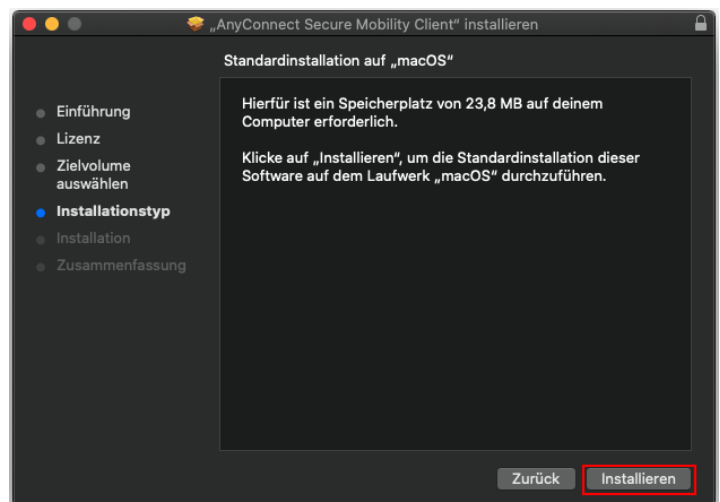 „AnyConnect Secure Mobility Client“ installieren
Standardinstallation auf „macOS“
Einführung
Lizenz
Zielvolume
auswählen
Installationstyp
Installation
Zusammenfassung
Hierfür ist ein Speicherplatz von 23,8 MB auf deinem
Computer erforderlich.
Klicke auf „Installieren“, um die Standardinstallation dieser
Software auf dem Laufwerk „macOS“ durchzuführen.
Zurück
Installieren